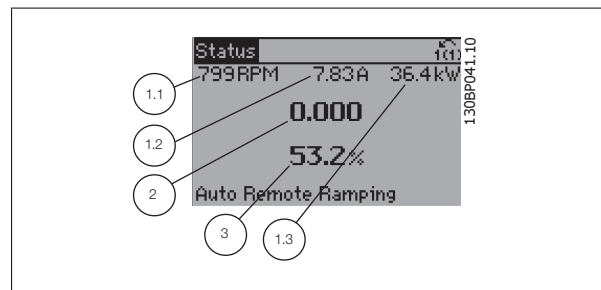 Status 1(1)
799RPM 7.83A 36.4kW
0.000
53.2%
Auto Remote Ramping
1.1
1.2
2
3
1.3
130BP041.10